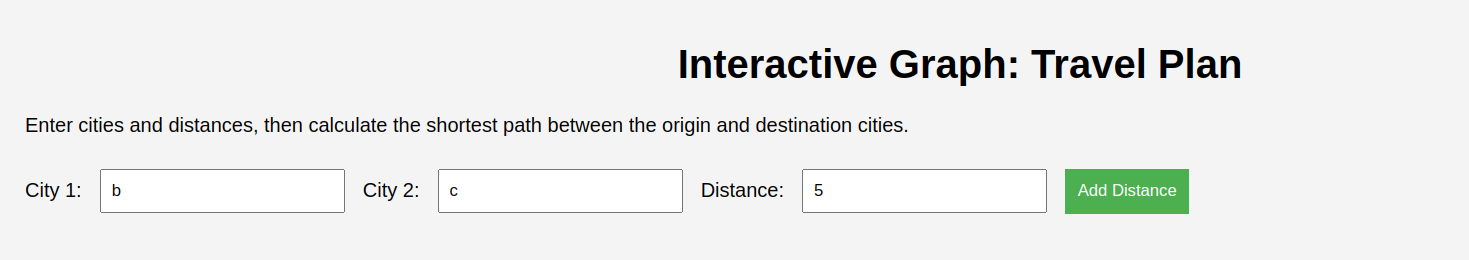 Interactive Graph: Travel Plan
Enter cities and distances, then calculate the shortest path between the origin and destination cities.
City 1: b City 2: c Distance: 5 Add Distance